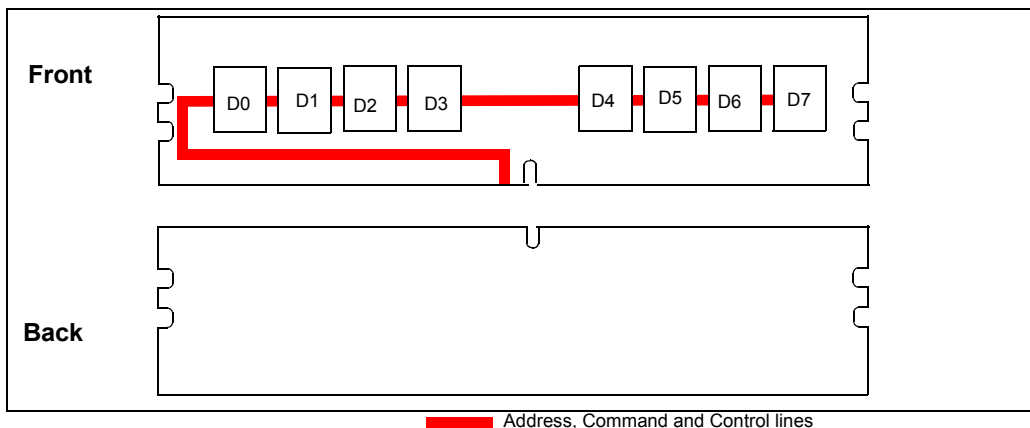 Front
D0 D1 D2 D3 D4 D5 D6 D7
Back
Address, Command and Control lines